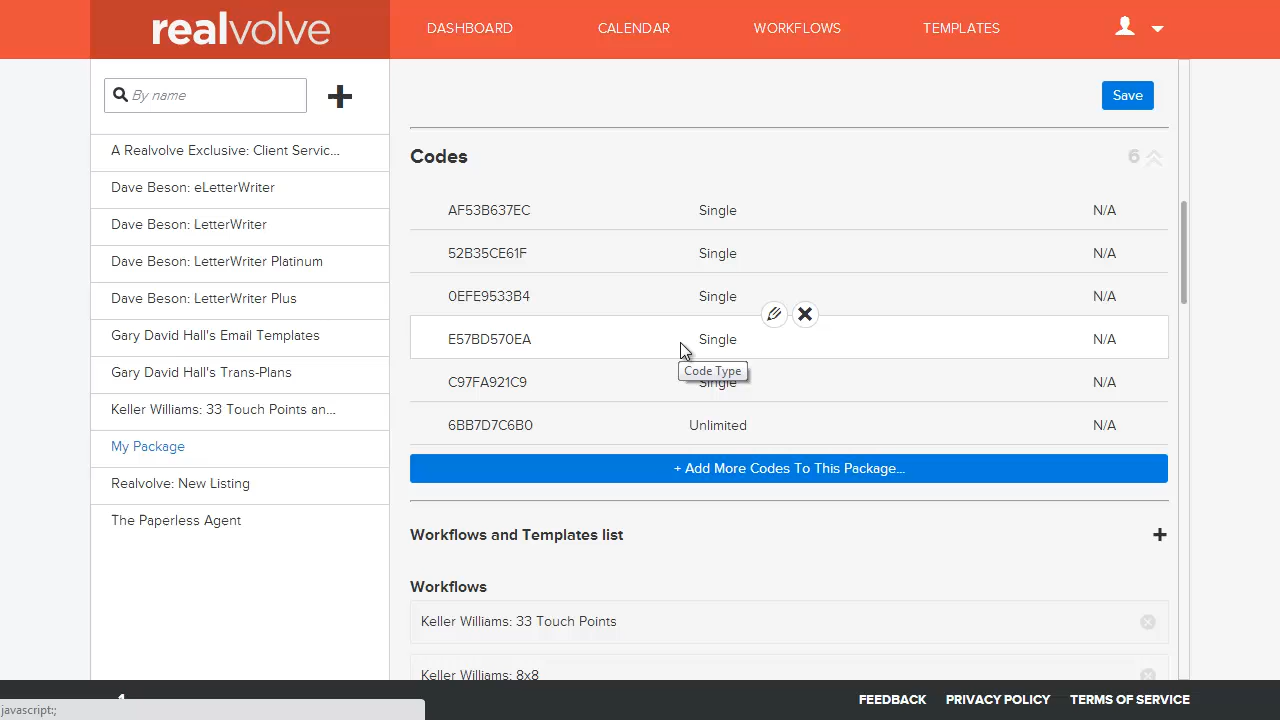 realvolve
DASHBOARD
CALENDAR
WORKFLOWS
TEMPLATES
By name
A Realvolve Exclusive: Client Servic...
Dave Beson: eLetterWriter
Dave Beson: LetterWriter
Dave Beson: LetterWriter Platinum
Dave Beson: LetterWriter Plus
Gary David Hall's Email Templates
Gary David Hall's Trans-Plans
Keller Williams: 33 Touch Points an...
My Package
Realvolve: New Listing
The Paperless Agent
Save
Codes 6
AF53B637EC Single N/A
52B35CE61F Single N/A
0EFE9533B4 Single N/A
E57BD570EA Single N/A
Code Type
C97FA921C9 Single N/A
6BB7D7C6B0 Unlimited N/A
+ Add More Codes To This Package...
Workflows and Templates list
Workflows
Keller Williams: 33 Touch Points
Keller Williams: 8x8
FEEDBACK PRIVACY POLICY TERMS OF SERVICE
javascript:;